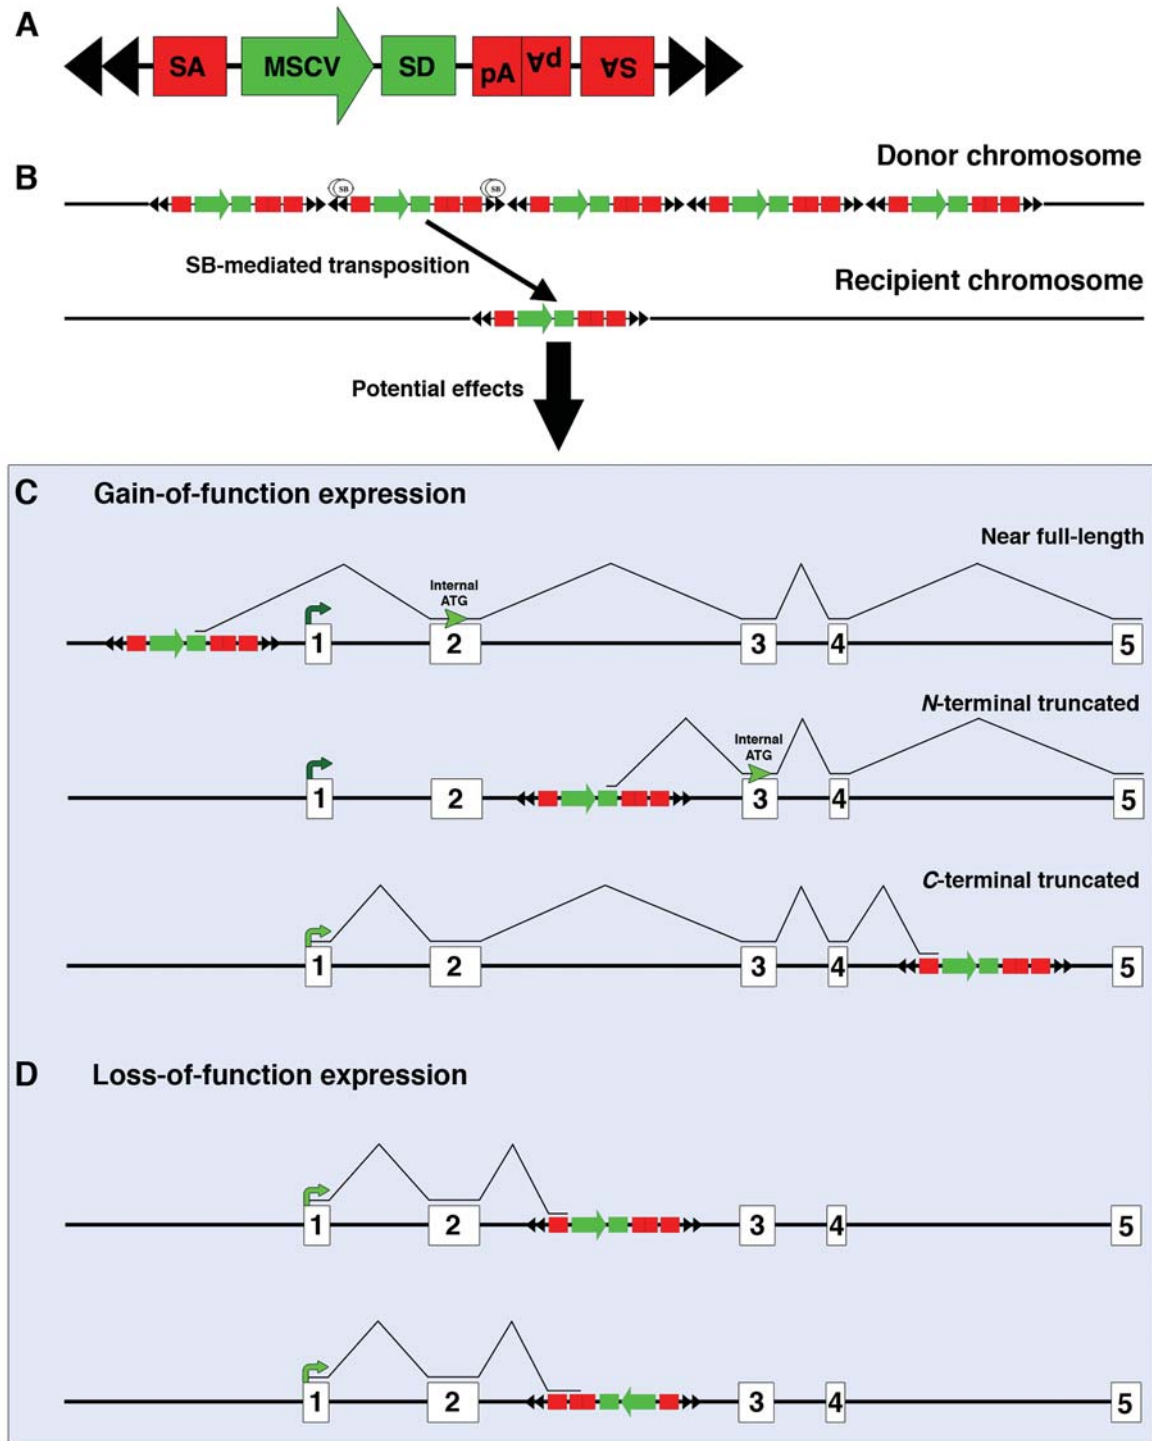 A
SA MSCV SD pA pA SA
B
Donor chromosome
SB SB
SB-mediated transposition
Recipient chromosome
Potential effects
C Gain-of-function expression
Near full-length
Internal
ATG
1 2 3 4 5
N-terminal truncated
Internal
ATG
1 2 3 4 5
C-terminal truncated
1 2 3 4 5
D Loss-of-function expression
1 2 3 4 5
1 2 3 4 5